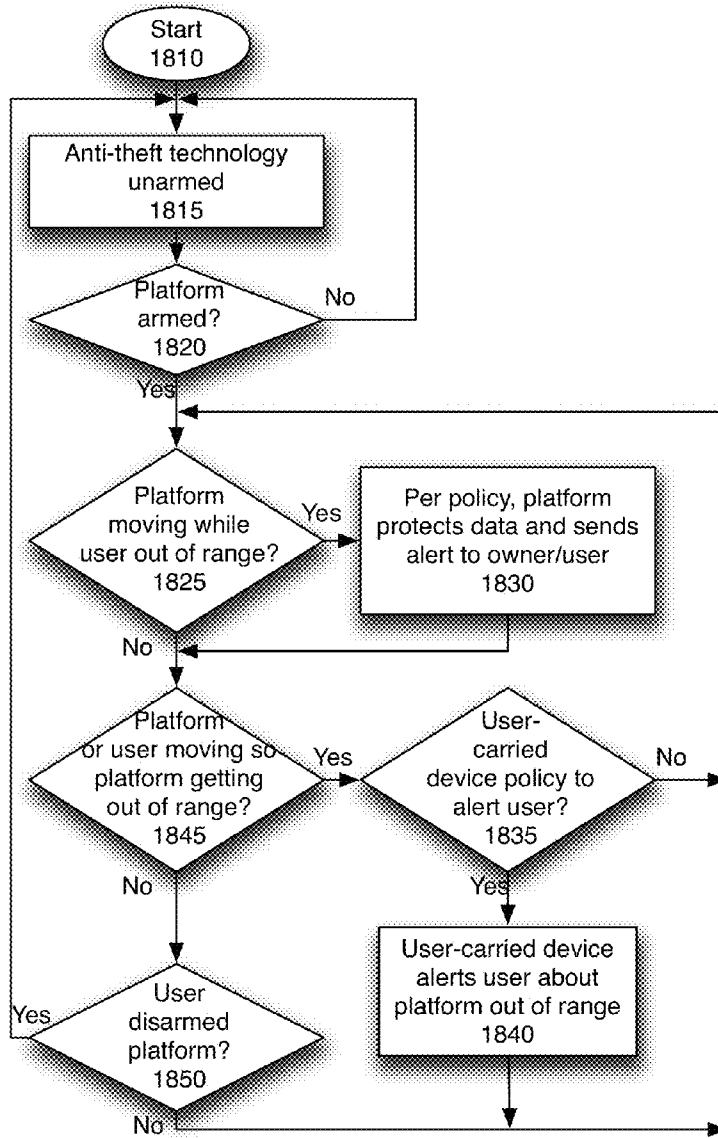 Start
1810
Anti-theft technology
unarmed
1815
Platform
armed?
1820
No
Yes
Platform
moving while
user out of range?
1825
Yes
Per policy, platform
protects data and sends
alert to owner/user
1830
No
Platform
or user moving so
platform getting
out of range?
1845
Yes
User-
carried
device policy to
alert user?
1835
No
No
Yes
User-carried device
alerts user about
platform out of range
1840
User
disarmed
platform?
1850
Yes
No